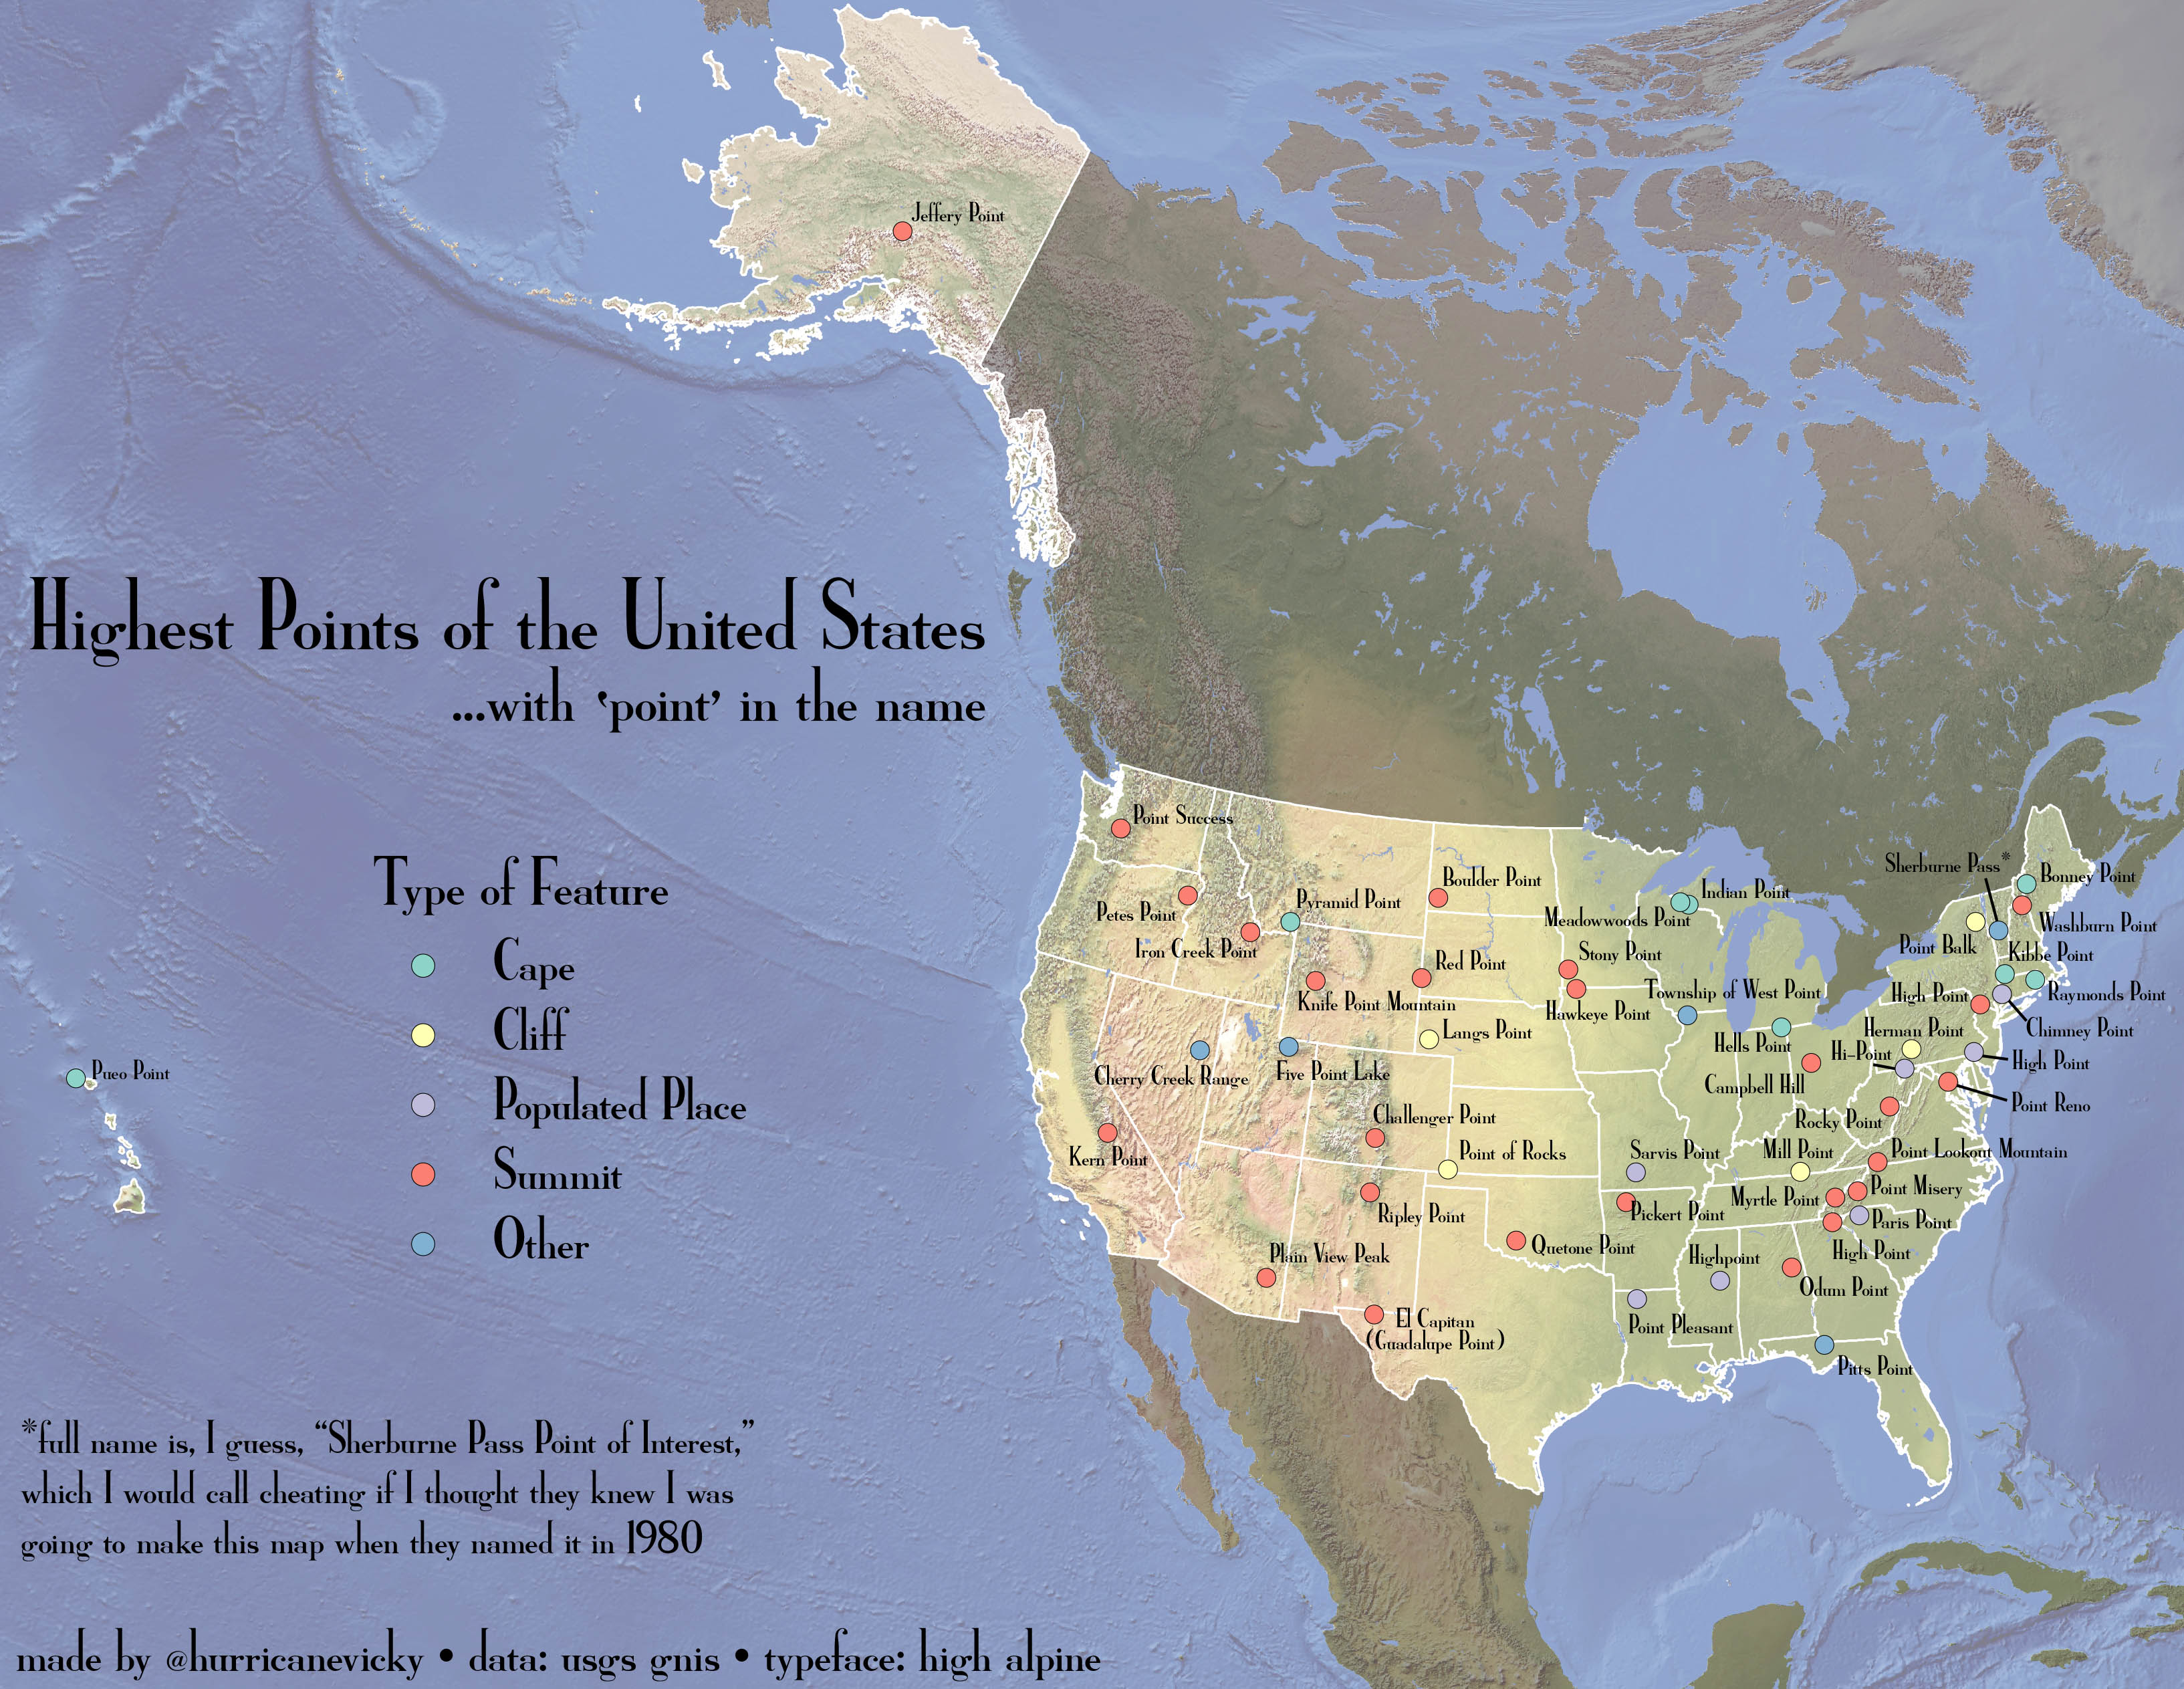 Highest Points of the United States
...with ‘point’ in the name
Type of Feature
Cape
Cliff
Populated Place
Summit
Other
*full name is, I guess, “Sherburne Pass Point of Interest,”
which I would call cheating if I thought they knew I was
going to make this map when they named it in 1980
made by @hurricanevicky • data: usgs gnis • typeface: high alpine
Jeffery Point
Pueo Point
Point Success
Petes Point
Iron Creek Point
Pyramid Point
Boulder Point
Red Point
Knife Point Mountain
Langs Point
Cherry Creek Range
Five Point Lake
Challenger Point
Kern Point
Point of Rocks
Ripley Point
Plain View Peak
El Capitan
(Guadalupe Point)
Quetone Point
Indian Point
Meadowwoods Point
Stony Point
Hawkeye Point
Township of West Point
Hells Point
Campbell Hill
Sarvis Point
Pickert Point
Mill Point
Myrtle Point
Highpoint
Point Pleasant
Odum Point
Pitts Point
High Point
Paris Point
Point Misery
Point Lookout Mountain
Rocky Point
Hi-Point
Herman Point
High Point
Point Reno
High Point
Chimney Point
Raymonds Point
Kibbe Point
Point Balk
Washburn Point
Bonney Point
Sherburne Pass*